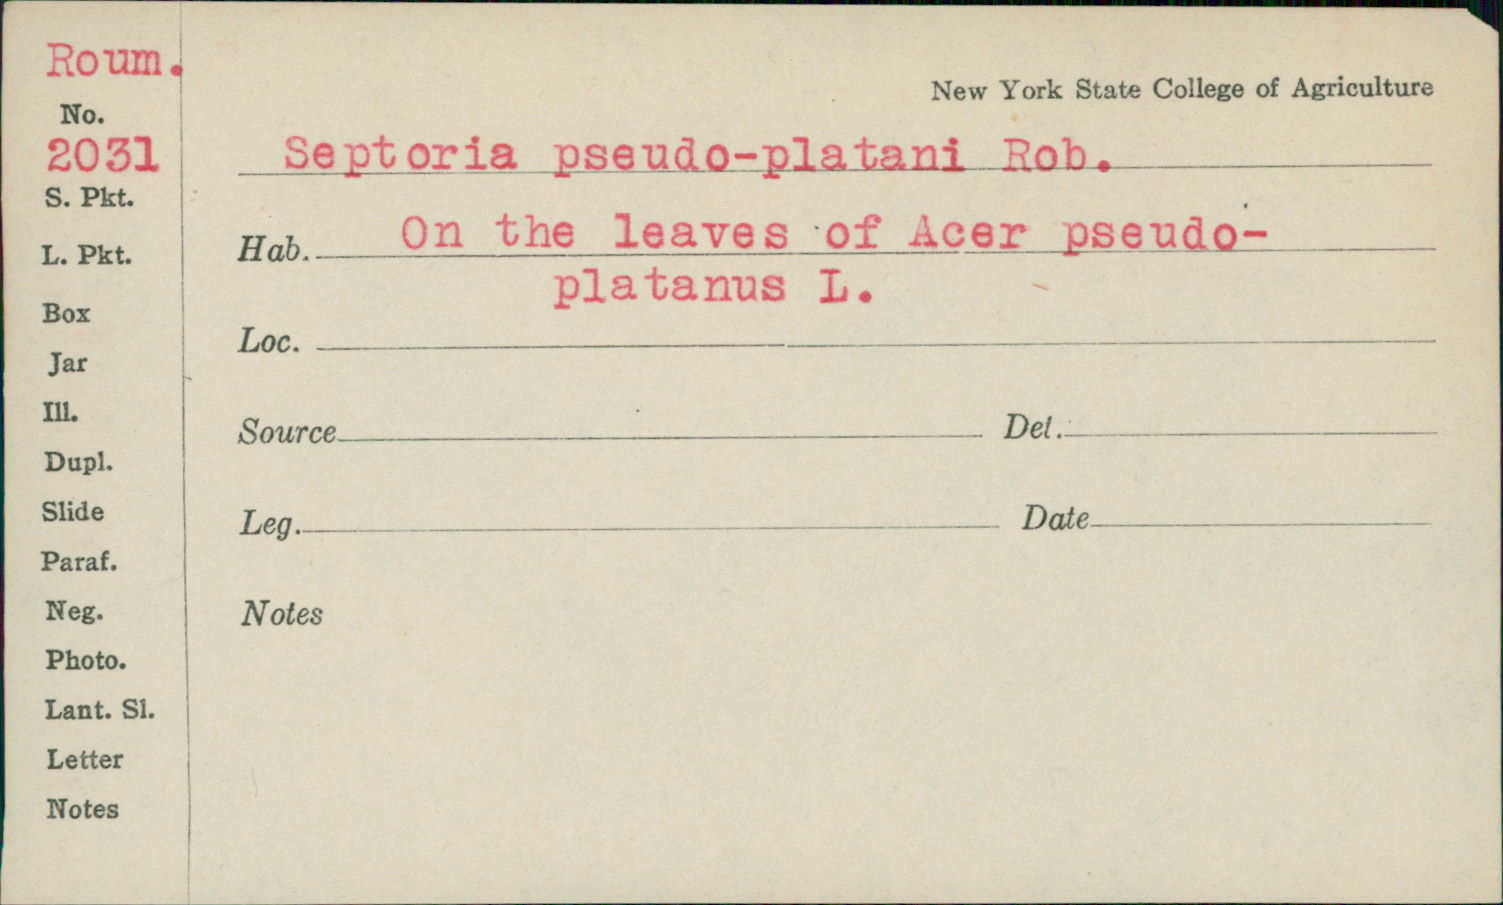 Roum.
No.
2031
S. Pkt.
L. Pkt.
Box
Jar
Ill.
Dupl.
Slide
Paraf.
Neg.
Photo.
Lant. Sl.
Letter
Notes
New York State College of Agriculture
Septoria pseudo-platani Rob.
Hab. On the leaves of Acer pseudo-
platanus L.
Loc.
Source Det.
Leg. Date
Notes